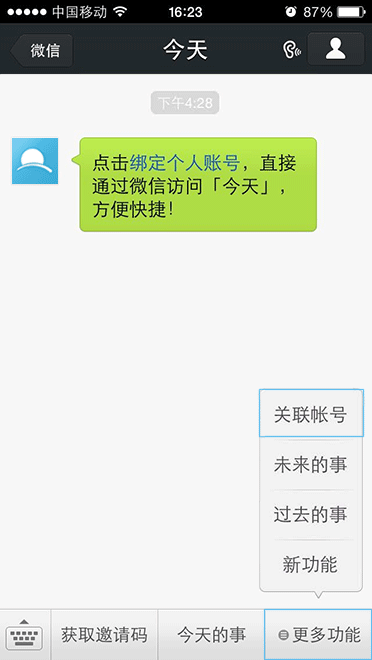 中国移动 16:23 87%
微信 今天
下午4:28
点击绑定个人账号，直接
通过微信访问「今天」，
方便快捷！
关联帐号
未来的事
过去的事
新功能
获取邀请码 今天的事 更多功能